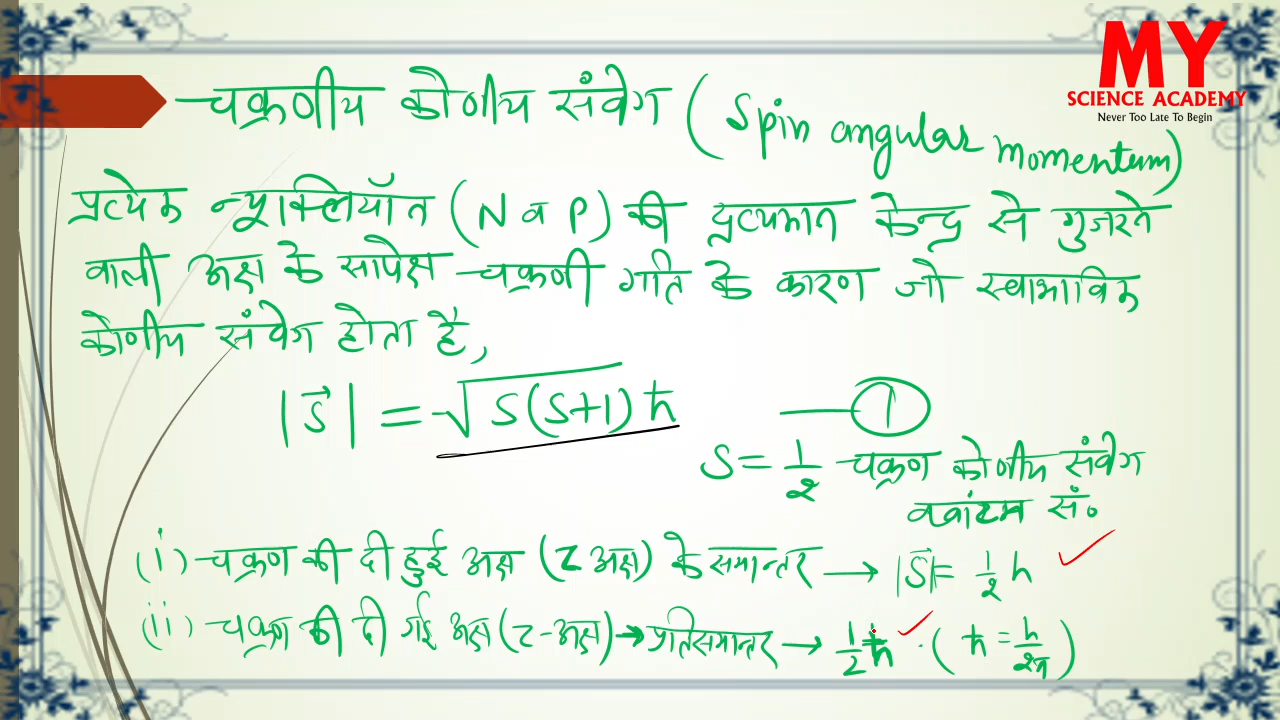 MY
SCIENCE ACADEMY
Never Too Late To Begin
चक्रणीय कोणीय संवेग (Spin angular momentum)
प्रत्येक न्यूक्लियॉन (N व P) की द्रव्यमान केन्द्र से गुजरने
वाली अक्ष के सापेक्ष चक्रणी गति के कारण जो स्वाभाविक
कोणीय संवेग होता है,
|S⃗| = √S(S+1) ħ —①
S = 1/2 चक्रण कोणीय संवेग
क्वांटम सं.
(i) चक्रण की दी हुई अक्ष (Z अक्ष) के समान्तर → |S⃗| = 1/2 h ✓
(ii) चक्रण की दी गई अक्ष (Z-अक्ष) → प्रतिसमान्तर → 1/2 ħ ✓ . (ħ = h/2π)